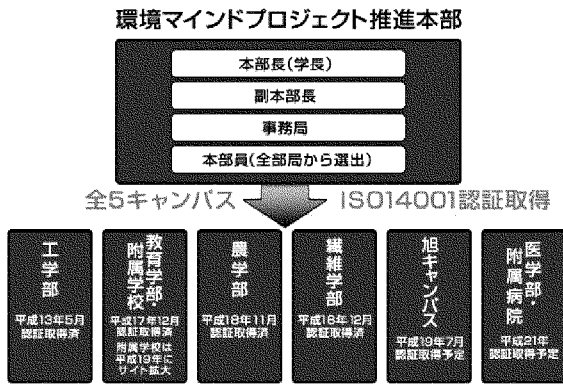 環境マインドプロジェクト推進本部
本部長(学長)
副本部長
事務局
本部員(全部局から選出)
全5キャンパス
ISO14001認証取得
工学部
平成13年5月
認証取得済
教育学部・
附属学校
平成17年12月
認証取得済
附属学校は
平成19年に
サイト拡大
農学部
平成18年11月
認証取得済
繊維学部
平成18年12月
認証取得済
旭キャンパス
平成19年7月
認証取得予定
医学部・
附属病院
平成21年
認証取得予定